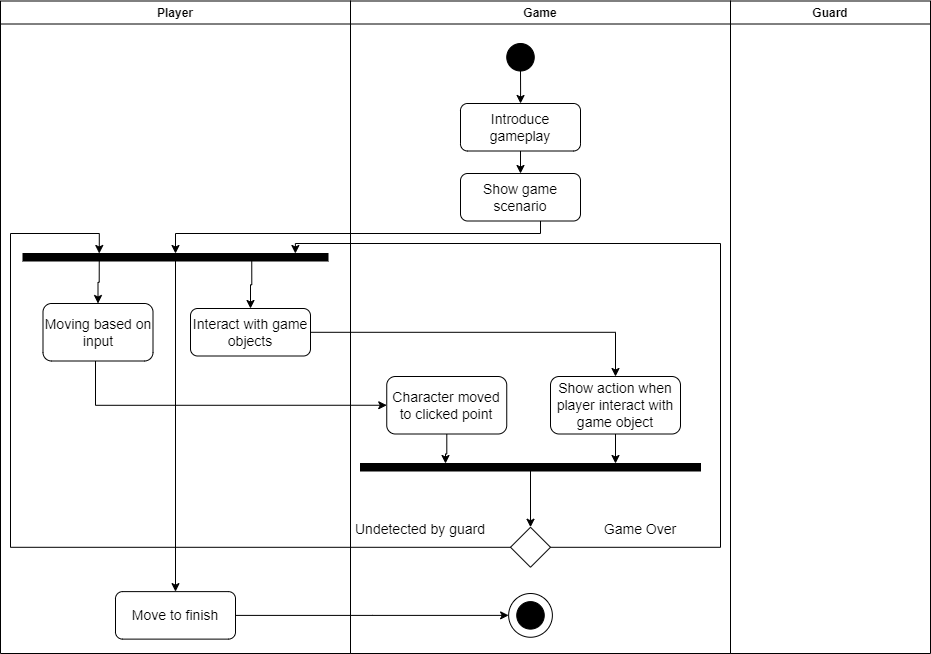 Player
Game
Guard
Introduce
gameplay
Show game
scenario
Moving based on
input
Interact with game
objects
Character moved
to clicked point
Show action when
player interact with
game object
Undetected by guard
Game Over
Move to finish